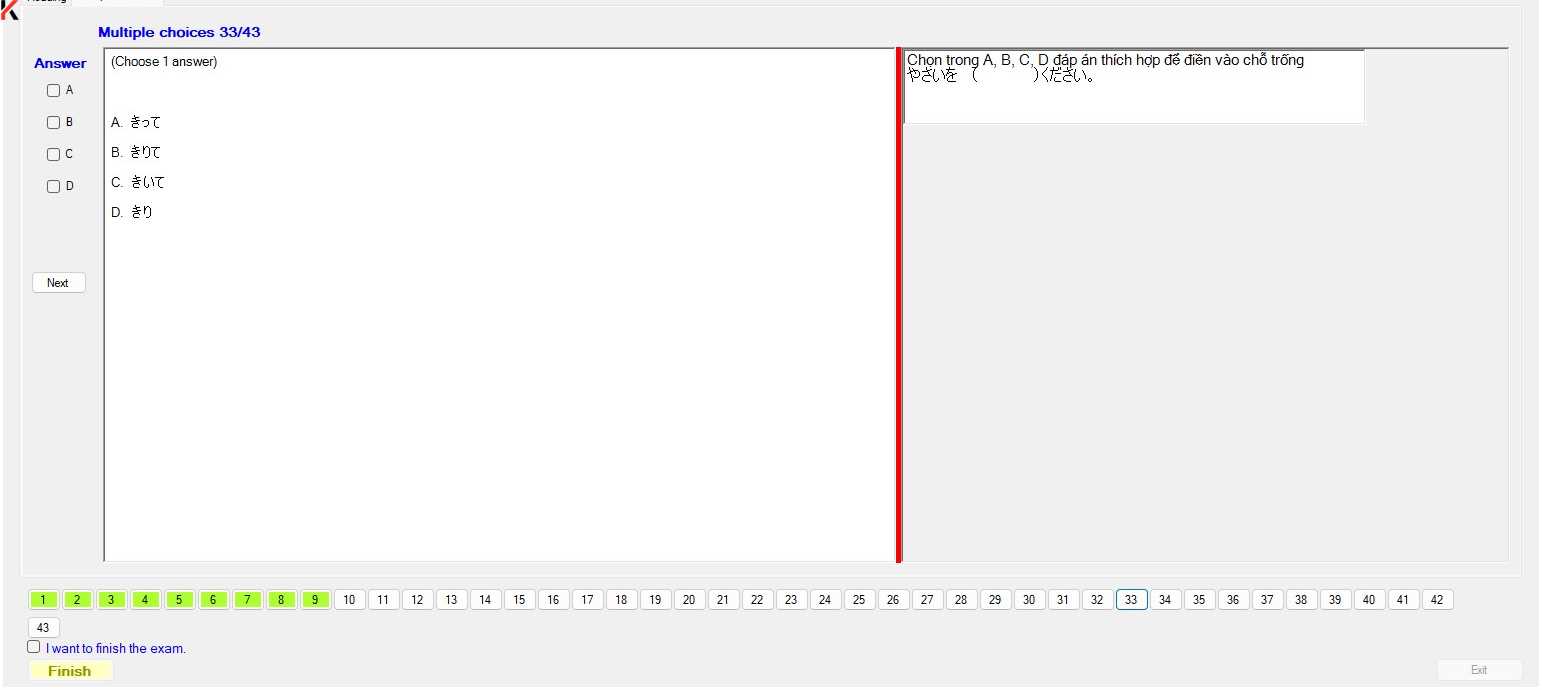 Multiple choices 33/43
Answer
A
B
C
D
Next
(Choose 1 answer)
A. きって
B. きりて
C. きいて
D. きり
Chọn trong A, B, C, D đáp án thích hợp để điền vào chỗ trống
やさいを ( )ください。
1 2 3 4 5 6 7 8 9 10 11 12 13 14 15 16 17 18 19 20 21 22 23 24 25 26 27 28 29 30 31 32 33 34 35 36 37 38 39 40 41 42
43
I want to finish the exam.
Finish
Exit